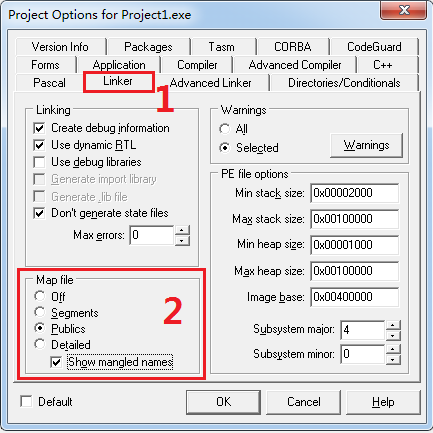 Project Options for Project1.exe
Version Info Packages Tasm CORBA CodeGuard
Forms Application Compiler Advanced Compiler C++
Pascal Linker Advanced Linker Directories/Conditionals
1
Linking
Create debug information
Use dynamic RTL
Use debug libraries
Generate import library
Generate .lib file
Don't generate state files
Max errors: 0
Map file
Off
Segments
Publics
Detailed
Show mangled names
2
Warnings
All
Selected
Warnings
PE file options
Min stack size: 0x00002000
Max stack size: 0x00100000
Min heap size: 0x00001000
Max heap size: 0x00100000
Image base: 0x00400000
Subsystem major: 4
Subsystem minor: 0
Default OK Cancel Help